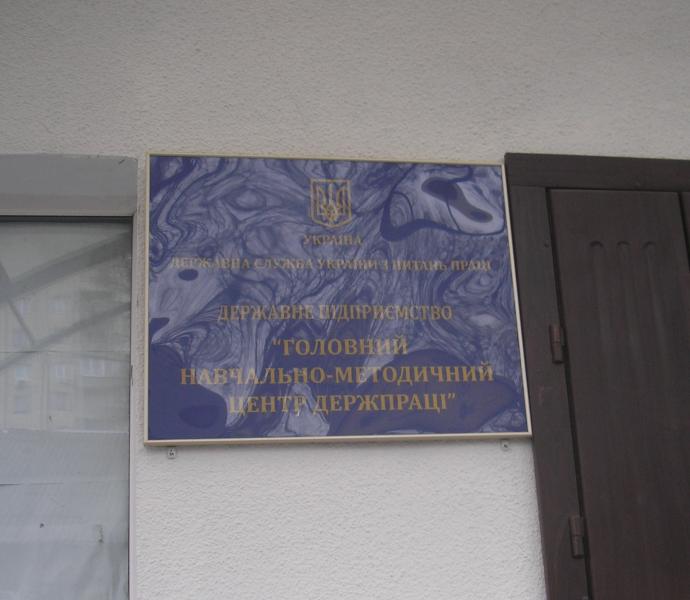 УКРАЇНА
ДЕРЖАВНА СЛУЖБА УКРАЇНИ З ПИТАНЬ ПРАЦІ
ДЕРЖАВНЕ ПІДПРИЄМСТВО
"ГОЛОВНИЙ
НАВЧАЛЬНО-МЕТОДИЧНИЙ
ЦЕНТР ДЕРЖПРАЦІ"